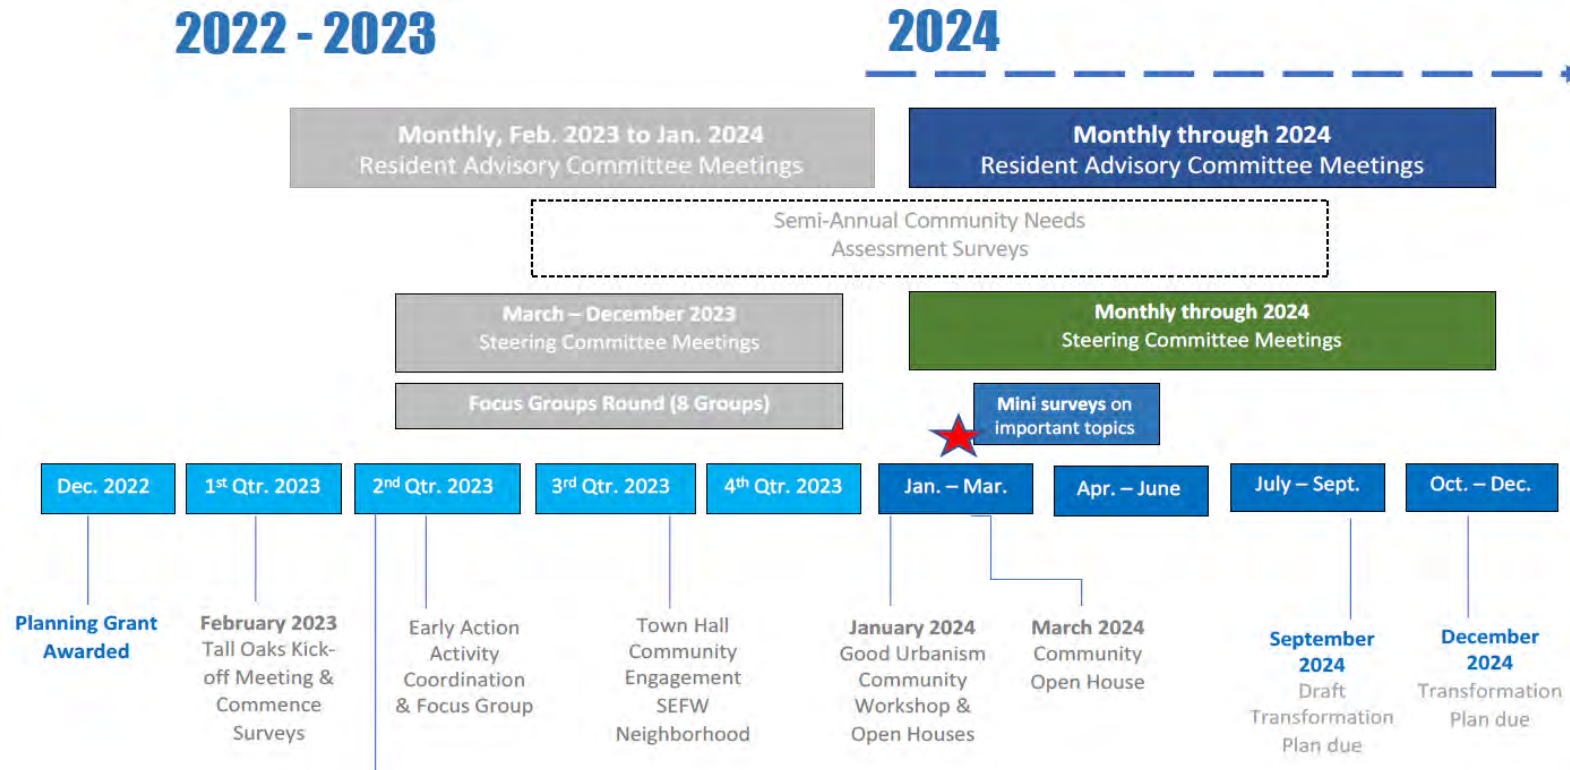 2022 - 2023
2024
Monthly, Feb. 2023 to Jan. 2024
Resident Advisory Committee Meetings
Monthly through 2024
Resident Advisory Committee Meetings
Semi-Annual Community Needs
Assessment Surveys
March – December 2023
Steering Committee Meetings
Monthly through 2024
Steering Committee Meetings
Focus Groups Round (8 Groups)
Mini surveys on
important topics
Dec. 2022
1st Qtr. 2023
2nd Qtr. 2023
3rd Qtr. 2023
4th Qtr. 2023
Jan. – Mar.
Apr. – June
July – Sept.
Oct. – Dec.
Planning Grant
Awarded
February 2023
Tall Oaks Kick-
off Meeting &
Commence
Surveys
Early Action
Activity
Coordination
& Focus Group
Town Hall
Community
Engagement
SEFW
Neighborhood
January 2024
Good Urbanism
Community
Workshop &
Open Houses
March 2024
Community
Open House
September
2024
Draft
Transformation
Plan due
December
2024
Transformation
Plan due